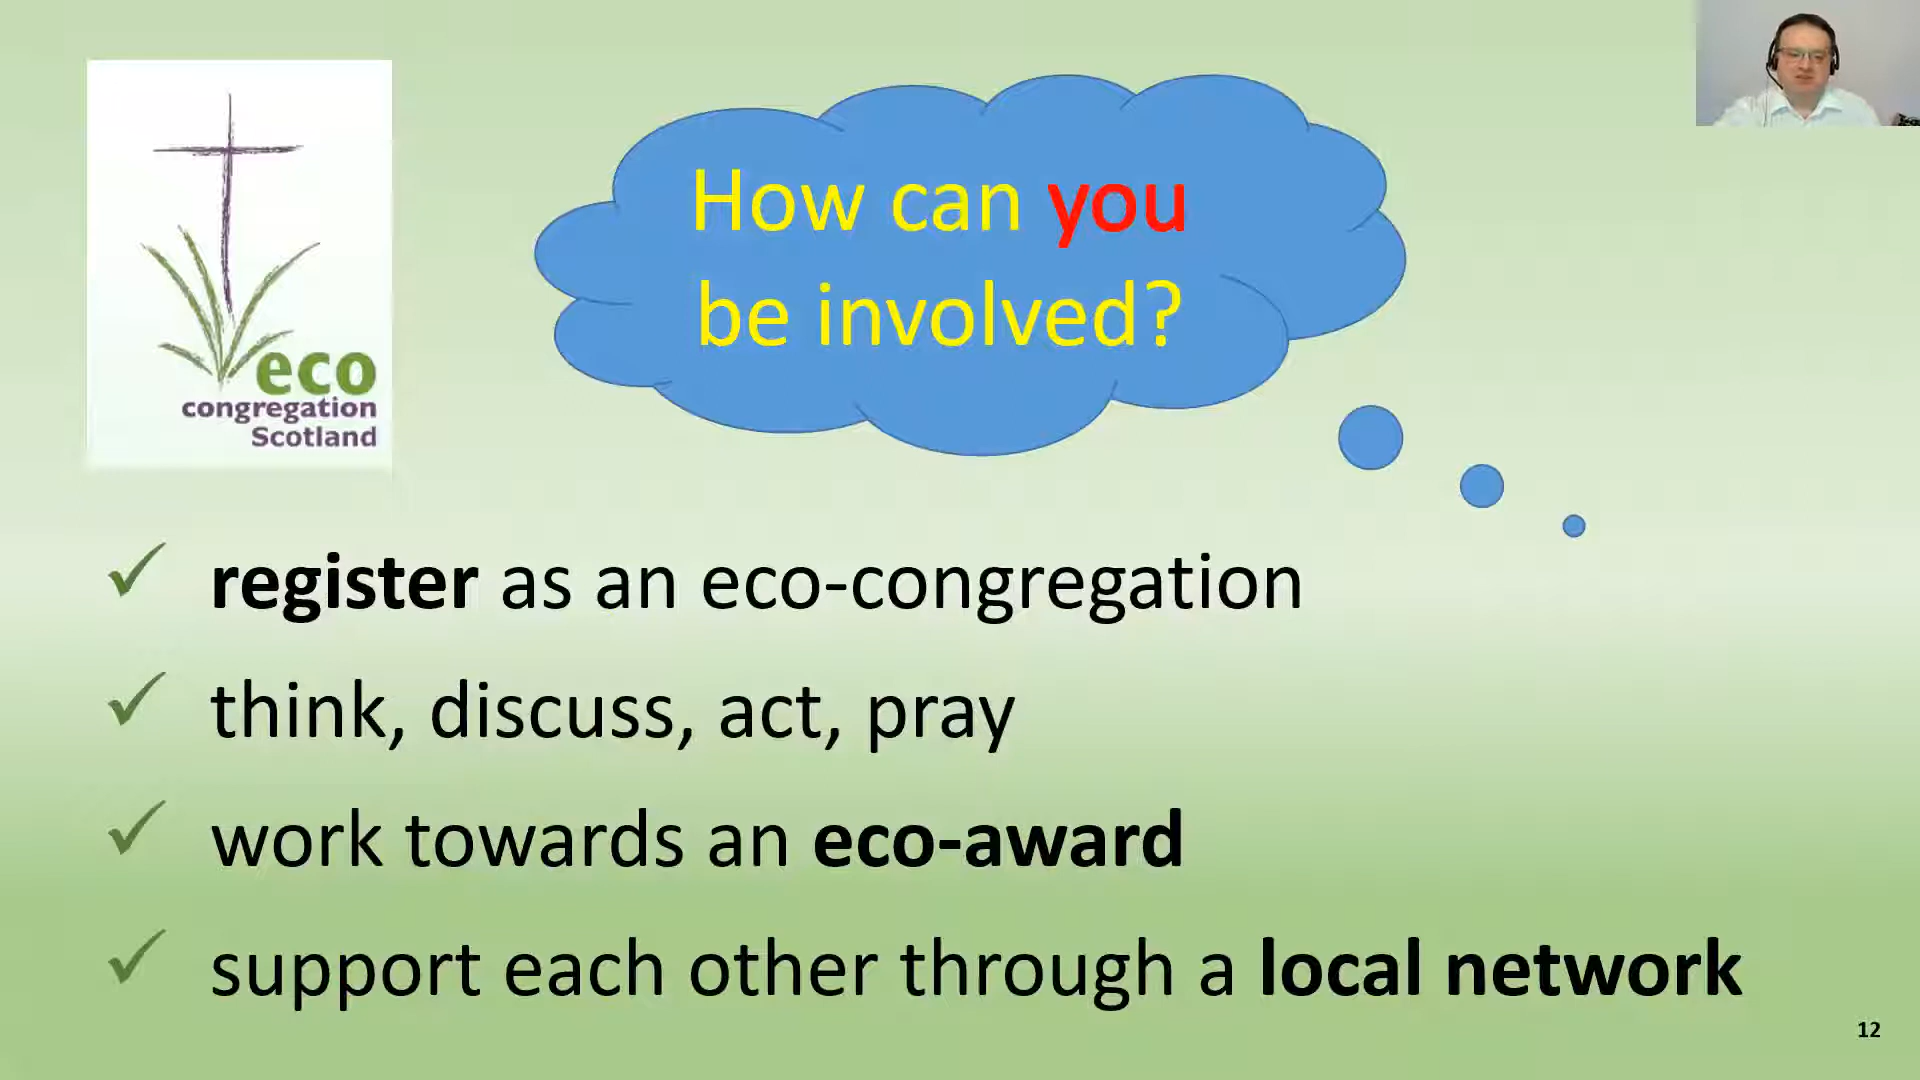 eco
congregation
Scotland
How can you
be involved?
✓ register as an eco-congregation
✓ think, discuss, act, pray
✓ work towards an eco-award
✓ support each other through a local network
12